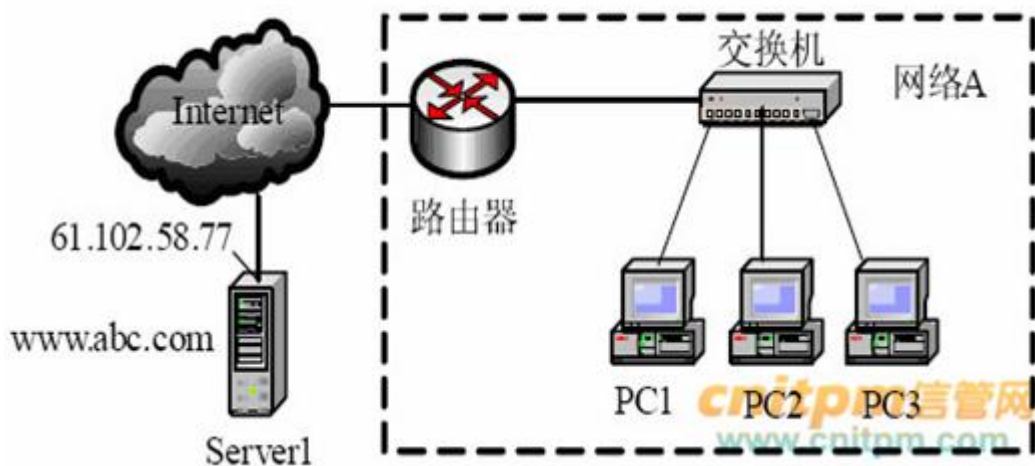 交换机
网络A
Internet
路由器
61.102.58.77
www.abc.com
Server1
PC1
PC2
PC3
cnitpm信管网
www.cnitpm.com